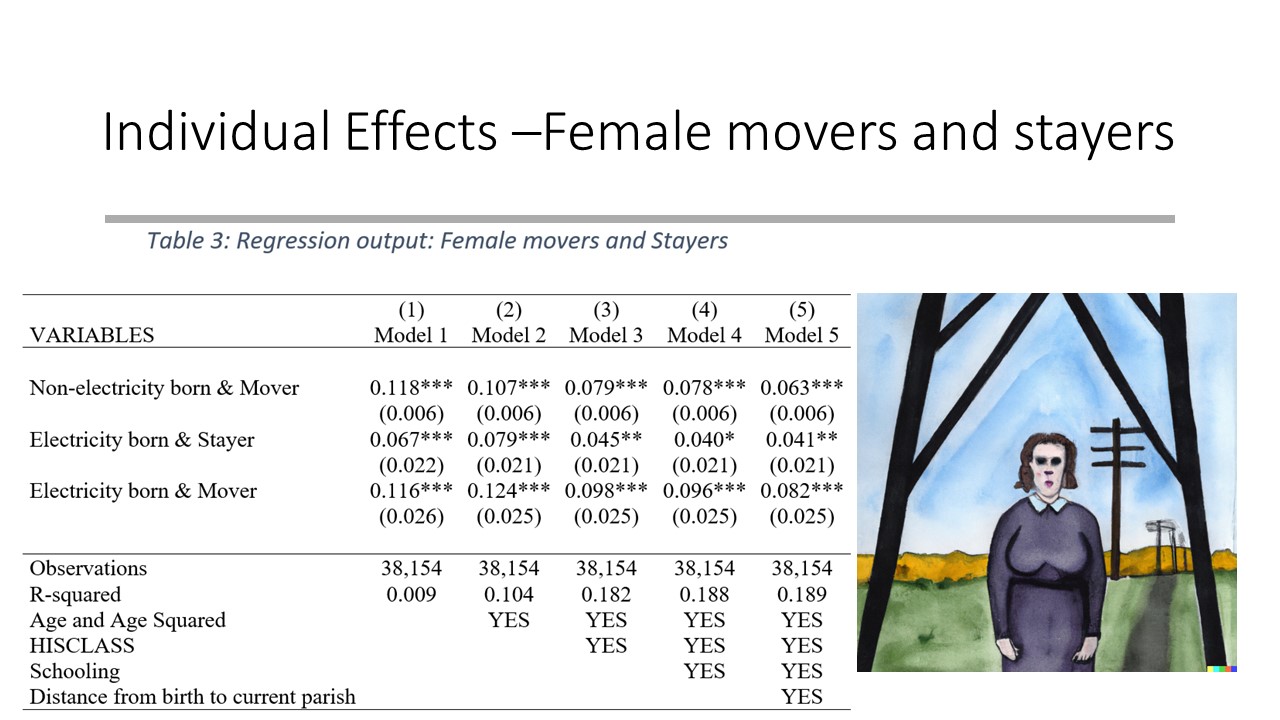 Individual Effects –Female movers and stayers
Table 3: Regression output: Female movers and Stayers
(1) (2) (3) (4) (5)
VARIABLES Model 1 Model 2 Model 3 Model 4 Model 5
Non-electricity born & Mover 0.118*** 0.107*** 0.079*** 0.078*** 0.063***
(0.006) (0.006) (0.006) (0.006) (0.006)
Electricity born & Stayer 0.067*** 0.079*** 0.045** 0.040* 0.041**
(0.022) (0.021) (0.021) (0.021) (0.021)
Electricity born & Mover 0.116*** 0.124*** 0.098*** 0.096*** 0.082***
(0.026) (0.025) (0.025) (0.025) (0.025)
Observations 38,154 38,154 38,154 38,154 38,154
R-squared 0.009 0.104 0.182 0.188 0.189
Age and Age Squared YES YES YES YES
HISCLASS YES YES YES
Schooling YES YES
Distance from birth to current parish YES